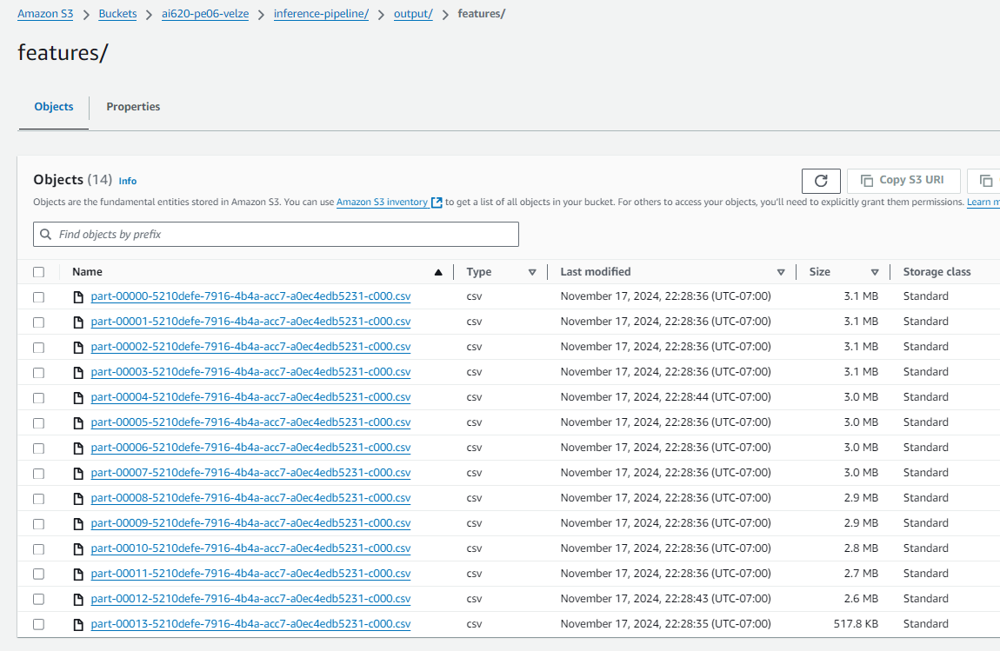 Amazon S3 > Buckets > ai620-pe06-velze > inference-pipeline/ > output/ > features/
features/
Objects Properties
Objects (14) Info
Copy S3 URI
Objects are the fundamental entities stored in Amazon S3. You can use Amazon S3 inventory to get a list of all objects in your bucket. For others to access your objects, you'll need to explicitly grant them permissions. Learn m
Find objects by prefix
Name Type Last modified Size Storage class
part-00000-5210defe-7916-4b4a-acc7-a0ec4edb5231-c000.csv csv November 17, 2024, 22:28:36 (UTC-07:00) 3.1 MB Standard
part-00001-5210defe-7916-4b4a-acc7-a0ec4edb5231-c000.csv csv November 17, 2024, 22:28:36 (UTC-07:00) 3.1 MB Standard
part-00002-5210defe-7916-4b4a-acc7-a0ec4edb5231-c000.csv csv November 17, 2024, 22:28:36 (UTC-07:00) 3.1 MB Standard
part-00003-5210defe-7916-4b4a-acc7-a0ec4edb5231-c000.csv csv November 17, 2024, 22:28:36 (UTC-07:00) 3.1 MB Standard
part-00004-5210defe-7916-4b4a-acc7-a0ec4edb5231-c000.csv csv November 17, 2024, 22:28:44 (UTC-07:00) 3.0 MB Standard
part-00005-5210defe-7916-4b4a-acc7-a0ec4edb5231-c000.csv csv November 17, 2024, 22:28:36 (UTC-07:00) 3.0 MB Standard
part-00006-5210defe-7916-4b4a-acc7-a0ec4edb5231-c000.csv csv November 17, 2024, 22:28:36 (UTC-07:00) 3.0 MB Standard
part-00007-5210defe-7916-4b4a-acc7-a0ec4edb5231-c000.csv csv November 17, 2024, 22:28:36 (UTC-07:00) 3.0 MB Standard
part-00008-5210defe-7916-4b4a-acc7-a0ec4edb5231-c000.csv csv November 17, 2024, 22:28:36 (UTC-07:00) 2.9 MB Standard
part-00009-5210defe-7916-4b4a-acc7-a0ec4edb5231-c000.csv csv November 17, 2024, 22:28:36 (UTC-07:00) 2.9 MB Standard
part-00010-5210defe-7916-4b4a-acc7-a0ec4edb5231-c000.csv csv November 17, 2024, 22:28:36 (UTC-07:00) 2.8 MB Standard
part-00011-5210defe-7916-4b4a-acc7-a0ec4edb5231-c000.csv csv November 17, 2024, 22:28:36 (UTC-07:00) 2.7 MB Standard
part-00012-5210defe-7916-4b4a-acc7-a0ec4edb5231-c000.csv csv November 17, 2024, 22:28:43 (UTC-07:00) 2.6 MB Standard
part-00013-5210defe-7916-4b4a-acc7-a0ec4edb5231-c000.csv csv November 17, 2024, 22:28:35 (UTC-07:00) 517.8 KB Standard